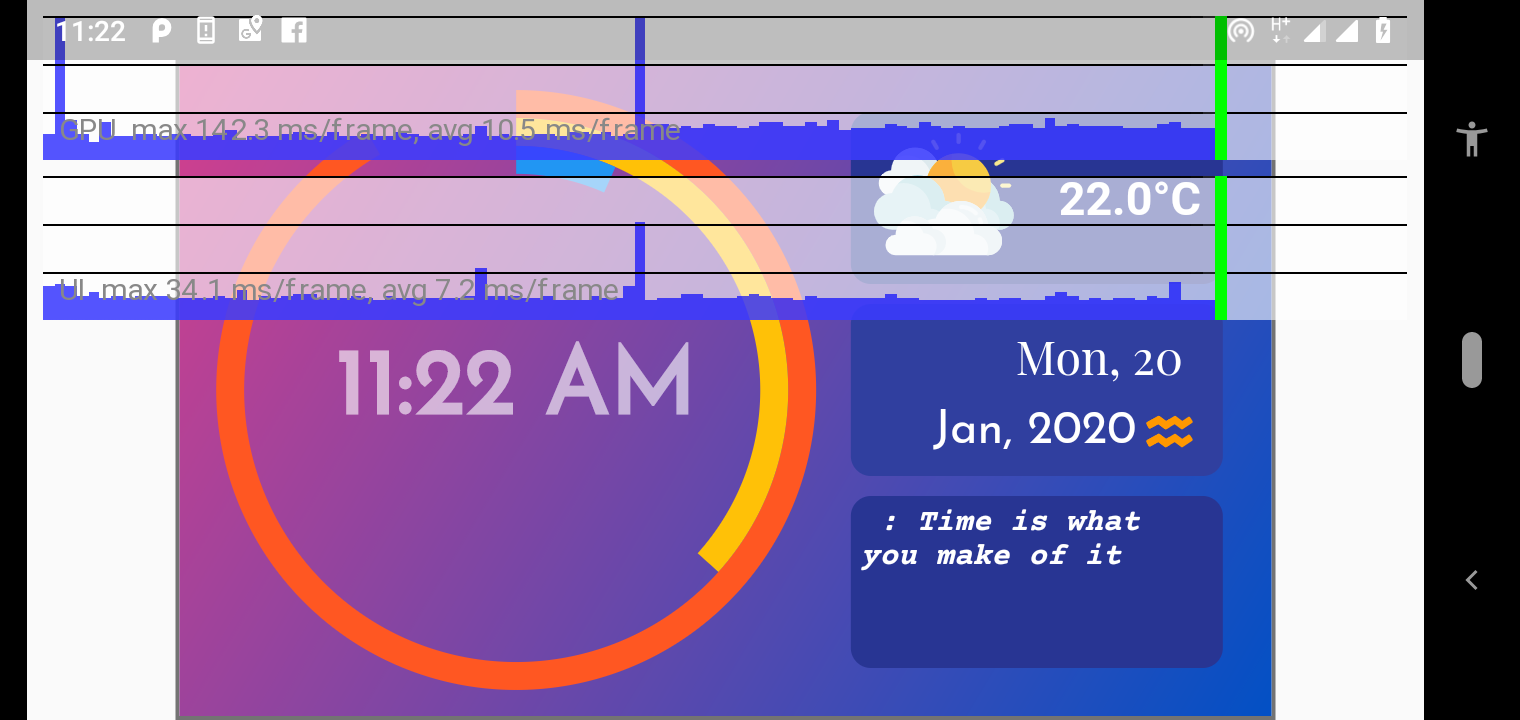 11:22
H+
GPU max 142.3 ms/frame, avg 10.5 ms/frame
22.0°C
UI max 34.1 ms/frame, avg 7.2 ms/frame
11:22 AM
Mon, 20
Jan, 2020
: Time is what
you make of it